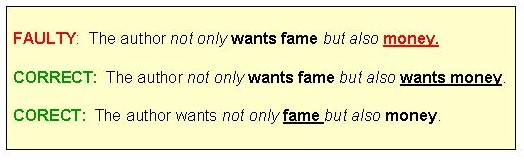 FAULTY: The author not only wants fame but also money.
CORRECT: The author not only wants fame but also wants money.
CORECT: The author wants not only fame but also money.